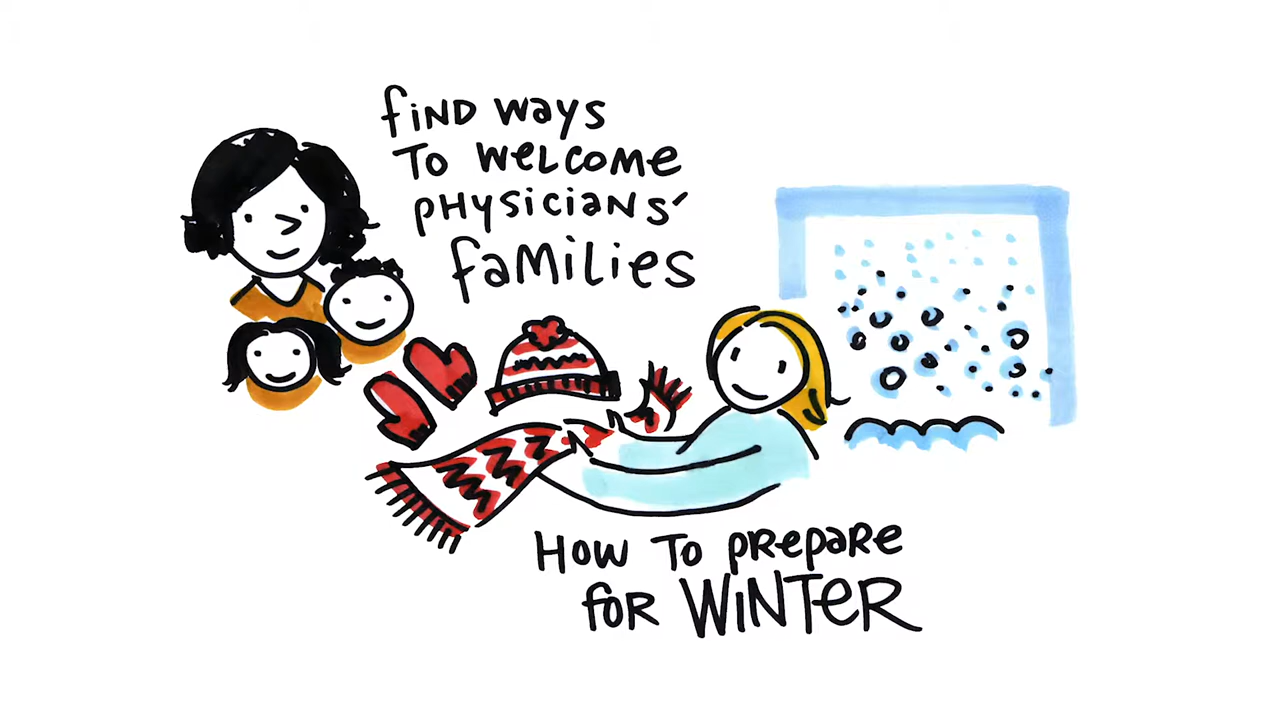 find ways
to welcome
physicians'
families
How to prepare
for winter